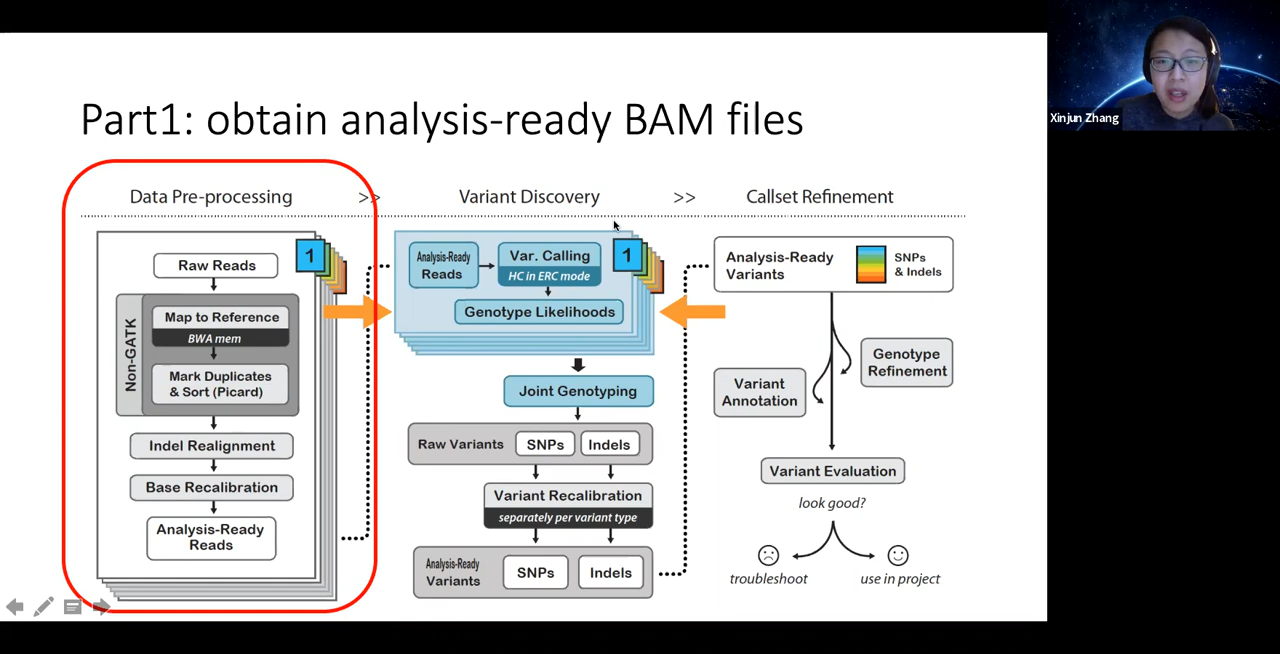 Part1: obtain analysis-ready BAM files
Xinjun Zhang
Data Pre-processing
>>
Variant Discovery
>>
Callset Refinement
1
Raw Reads
Non-GATK
Map to Reference
BWA mem
Mark Duplicates
& Sort (Picard)
Indel Realignment
Base Recalibration
Analysis-Ready
Reads
1
Analysis-Ready
Reads
Var. Calling
HC in ERC mode
Genotype Likelihoods
Joint Genotyping
Raw Variants
SNPs
Indels
Variant Recalibration
separately per variant type
Analysis-Ready
Variants
SNPs
Indels
Analysis-Ready
Variants
SNPs
& Indels
Genotype
Refinement
Variant
Annotation
Variant Evaluation
look good?
troubleshoot
use in project